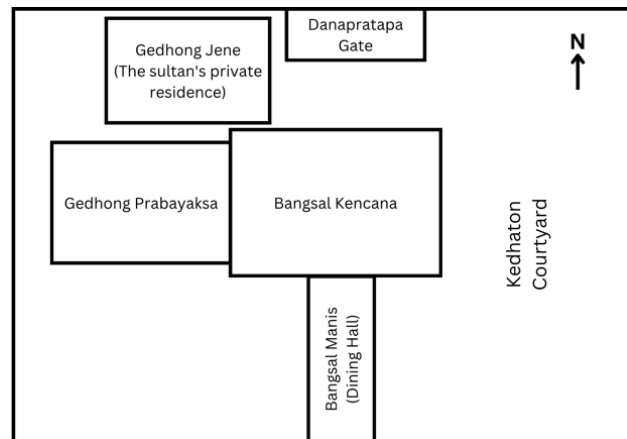 Danapratapa
Gate
Gedhong Jene
(The sultan's private
residence)
N
Gedhong Prabayaksa
Bangsal Kencana
Kedhaton
Courtyard
Bangsal Manis
(Dining Hall)